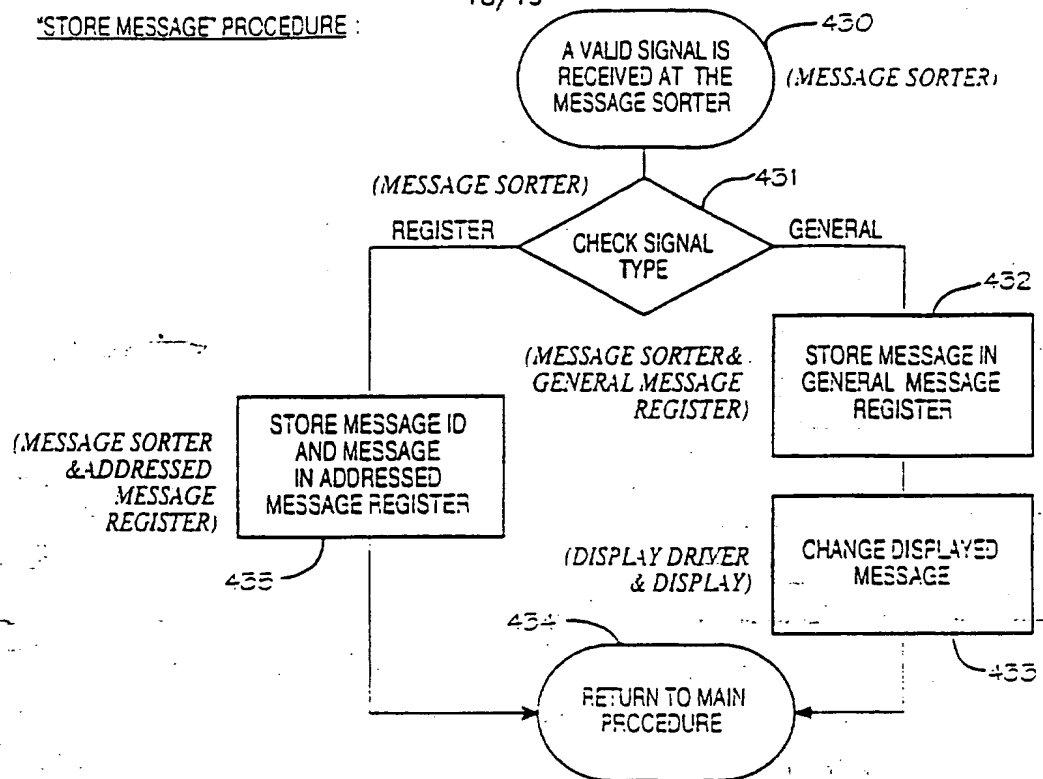 "STORE MESSAGE" PROCEDURE :
430
A VALID SIGNAL IS
RECEIVED AT THE
MESSAGE SORTER
(MESSAGE SORTER)
(MESSAGE SORTER)
431
REGISTER
CHECK SIGNAL
TYPE
GENERAL
432
(MESSAGE SORTER &
GENERAL MESSAGE
REGISTER)
STORE MESSAGE IN
GENERAL MESSAGE
REGISTER
(MESSAGE SORTER
& ADDRESSED
MESSAGE
REGISTER)
STORE MESSAGE ID
AND MESSAGE
IN ADDRESSED
MESSAGE REGISTER
435
(DISPLAY DRIVER
& DISPLAY)
CHANGE DISPLAYED
MESSAGE
433
434
RETURN TO MAIN
PROCEDURE